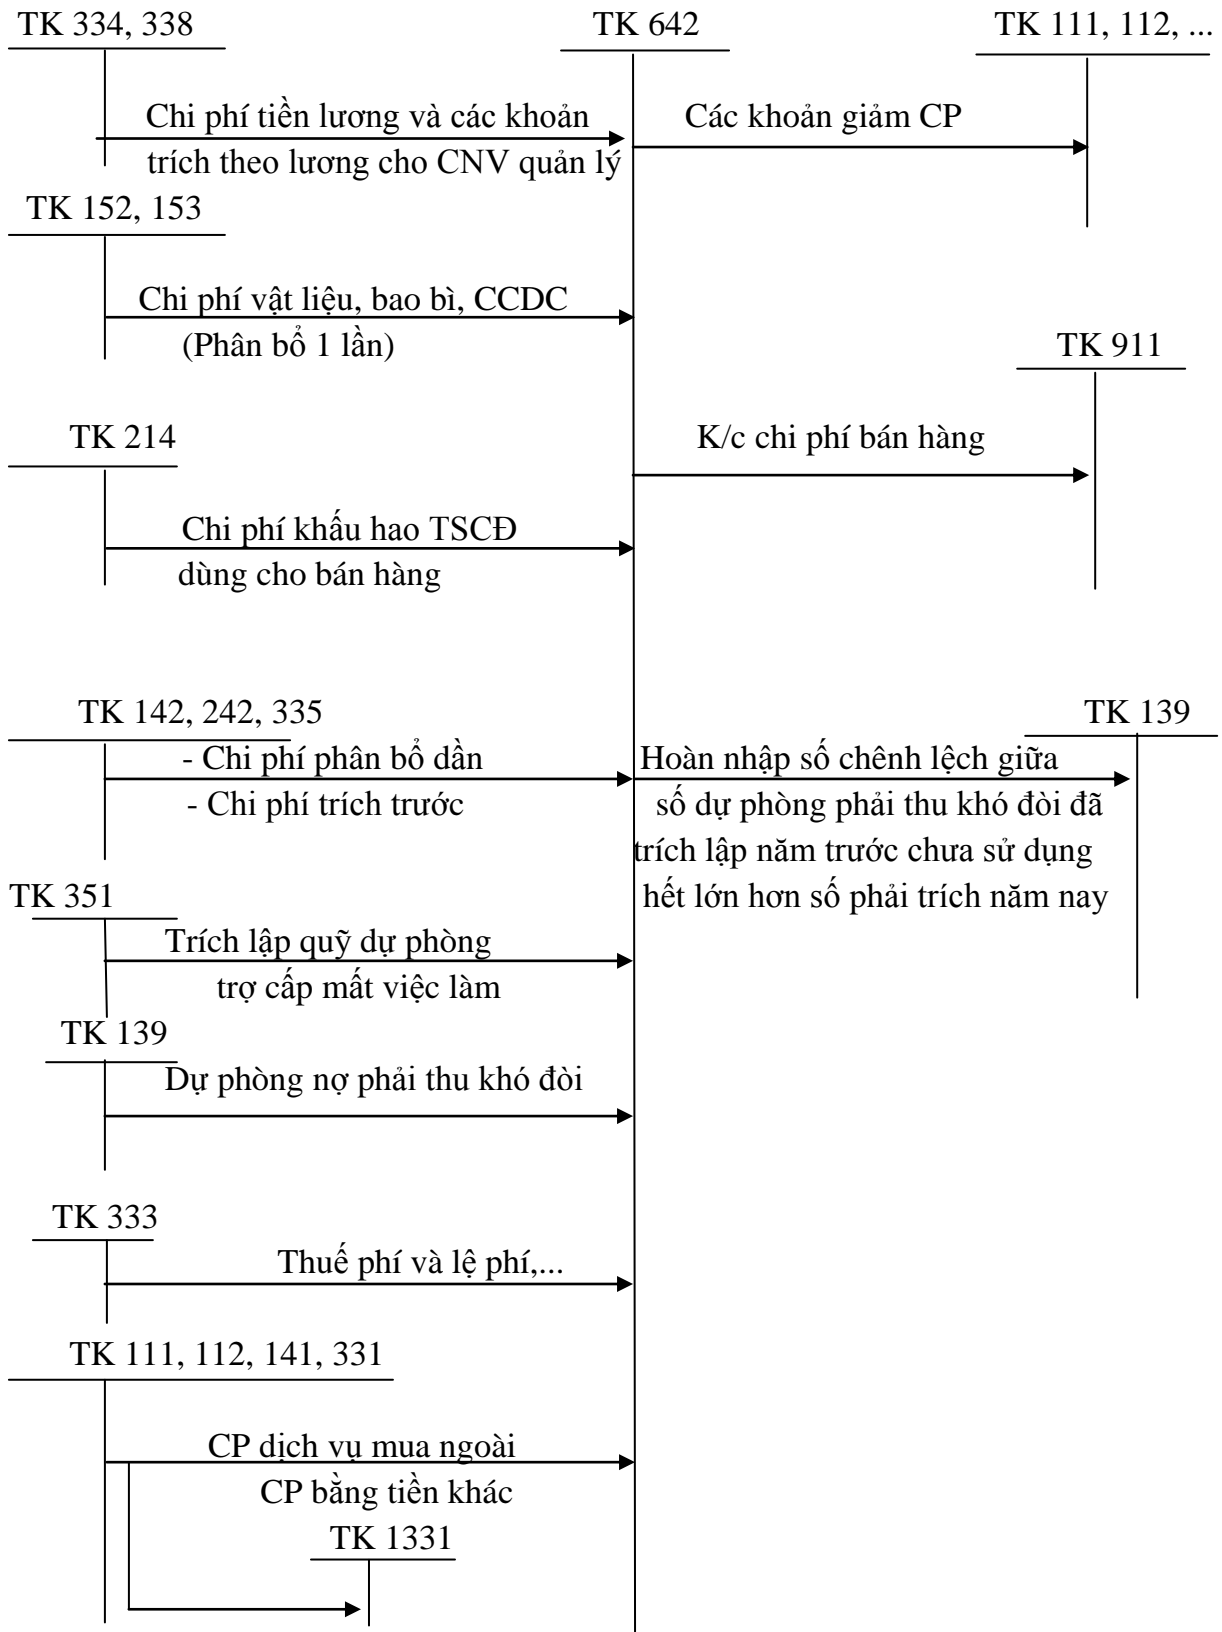 TK 334, 338
TK 642
TK 111, 112, ...
Chi phí tiền lương và các khoản
trích theo lương cho CNV quản lý
Các khoản giảm CP
TK 152, 153
Chi phí vật liệu, bao bì, CCDC
(Phân bổ 1 lần)
TK 911
TK 214
K/c chi phí bán hàng
Chi phí khấu hao TSCĐ
dùng cho bán hàng
TK 142, 242, 335
TK 139
- Chi phí phân bổ dần
- Chi phí trích trước
Hoàn nhập số chênh lệch giữa
số dự phòng phải thu khó đòi đã
trích lập năm trước chưa sử dụng
hết lớn hơn số phải trích năm nay
TK 351
Trích lập quỹ dự phòng
trợ cấp mất việc làm
TK 139
Dự phòng nợ phải thu khó đòi
TK 333
Thuế phí và lệ phí,...
TK 111, 112, 141, 331
CP dịch vụ mua ngoài
CP bằng tiền khác
TK 1331